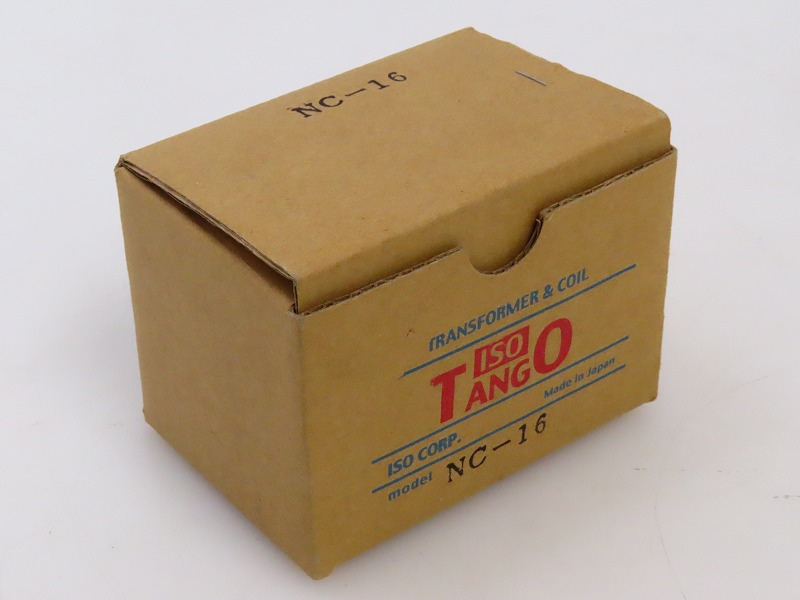 NC-16
TRANSFORMER & COIL
ISO
TANGO
Made in Japan
ISO CORP.
model NC-16